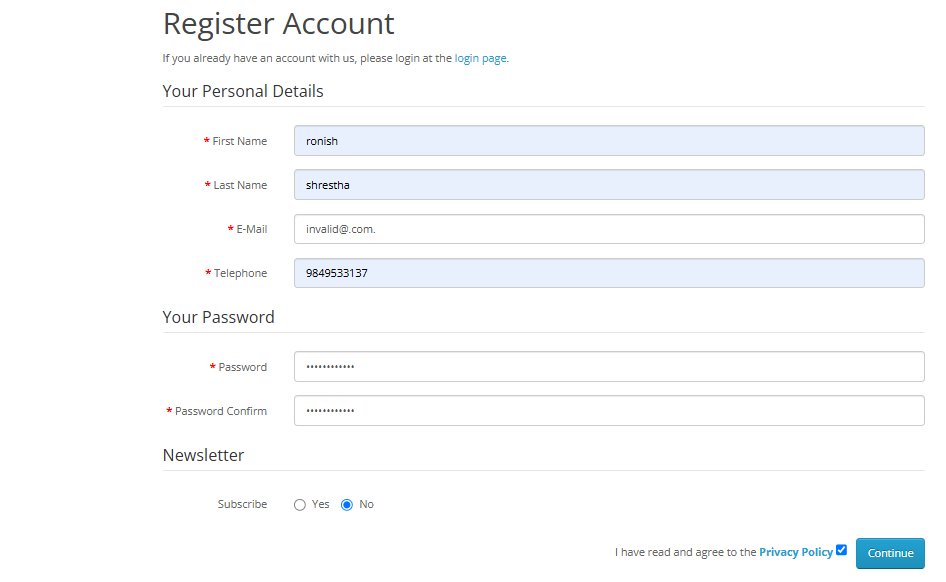 Register Account
If you already have an account with us, please login at the login page.
Your Personal Details
* First Name ronish
* Last Name shrestha
* E-Mail invalid@.com.
* Telephone 9849533137
Your Password
* Password ••••••••••••
* Password Confirm ••••••••••••
Newsletter
Subscribe Yes No
I have read and agree to the Privacy Policy Continue